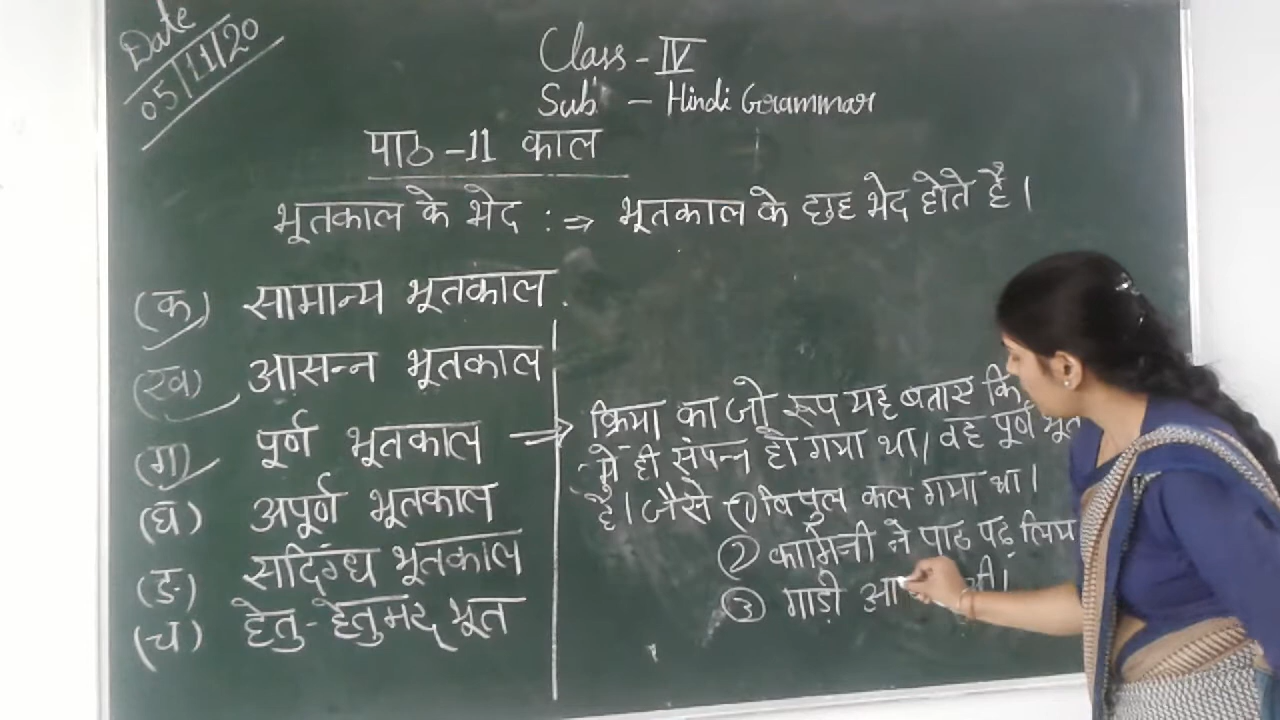 Date
05/11/20
Class - IV
Sub' - Hindi Grammar
पाठ -11 काल
भूतकाल के भेद :⇒ भूतकाल के छह भेद होते है।
(क) सामान्य भूतकाल.
(ख) आसन्न भूतकाल
(ग) पूर्ण भूतकाल →
(घ) अपूर्ण भूतकाल
(ङ) सदिंग्ध भूतकाल
(च) हेतु-हेतुमद् भूत
क्रिया का जो रूप यह बताए कि
में ही संपन्न हो गया था, वह पूर्ण भूत
है। जैसे ① विपुल कल गया था।
② कामिनी ने पाठ पढ़ लिया
③ गाड़ी